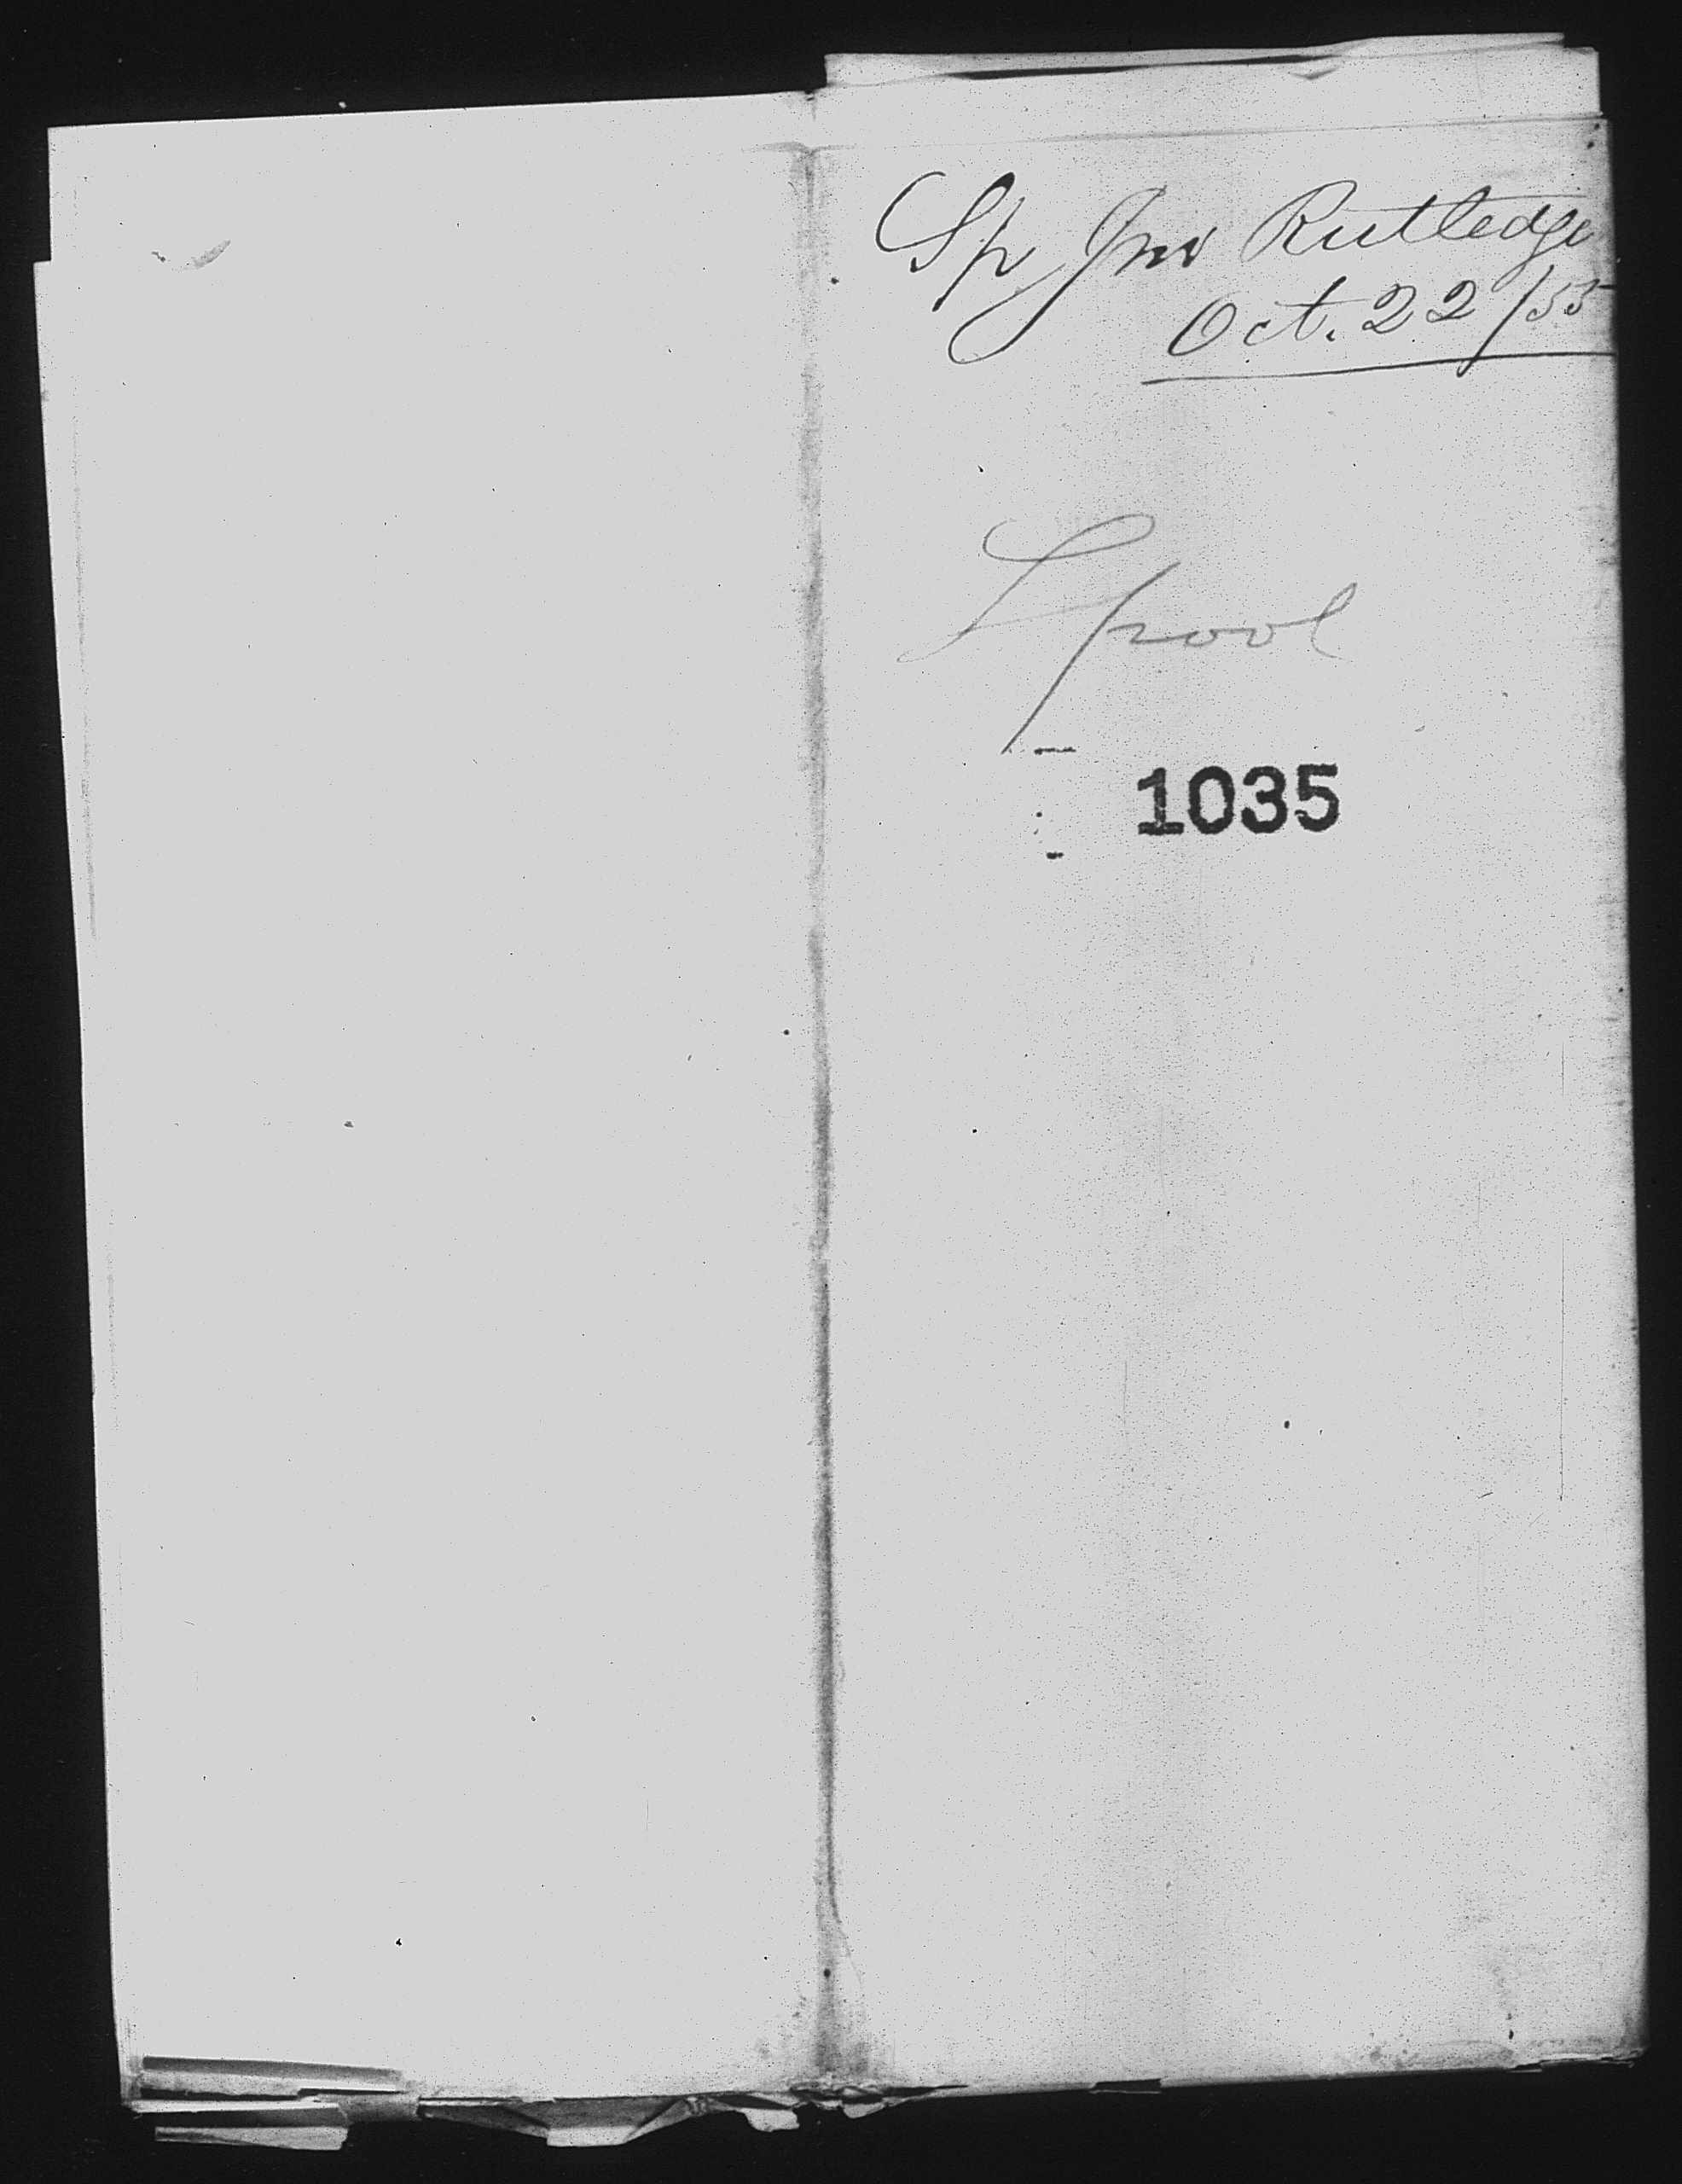 Sp Jno Rutledge
Oct. 22/55
Lpool
1035